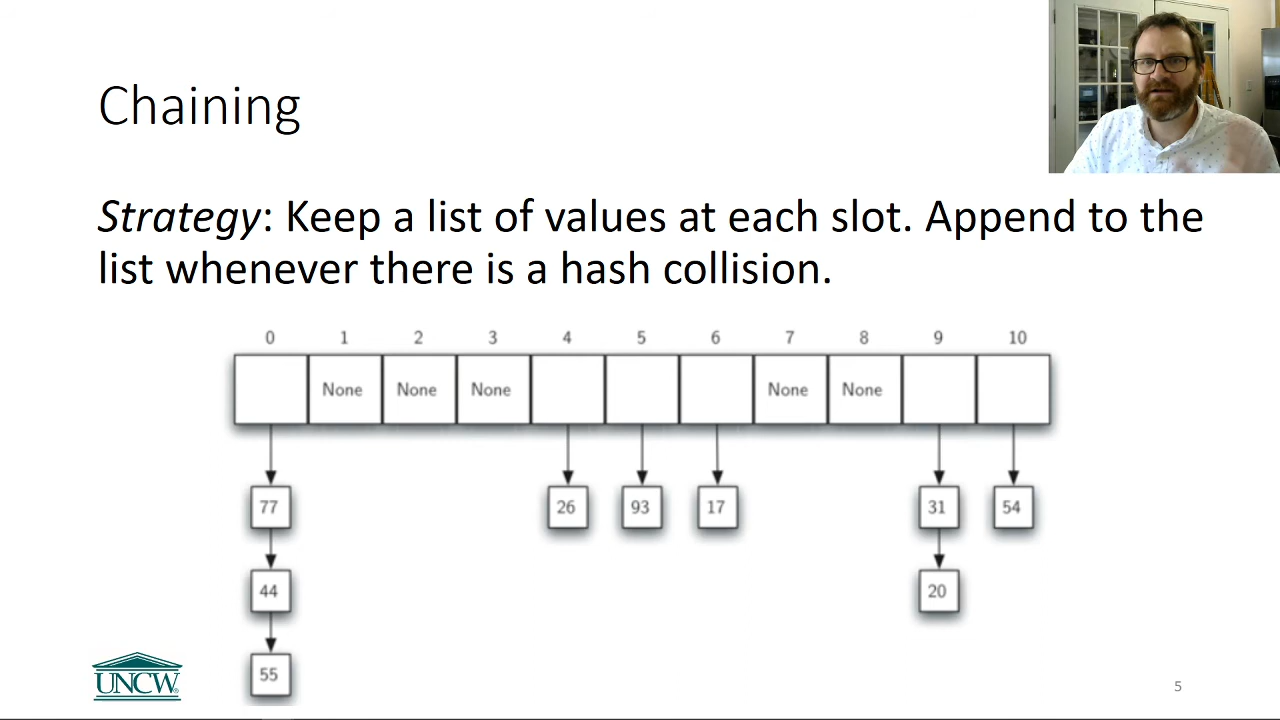 Chaining
Strategy: Keep a list of values at each slot. Append to the
list whenever there is a hash collision.
0 1 2 3 4 5 6 7 8 9 10
None None None None None
77 26 93 17 31 54
44 20
55
UNCW
5